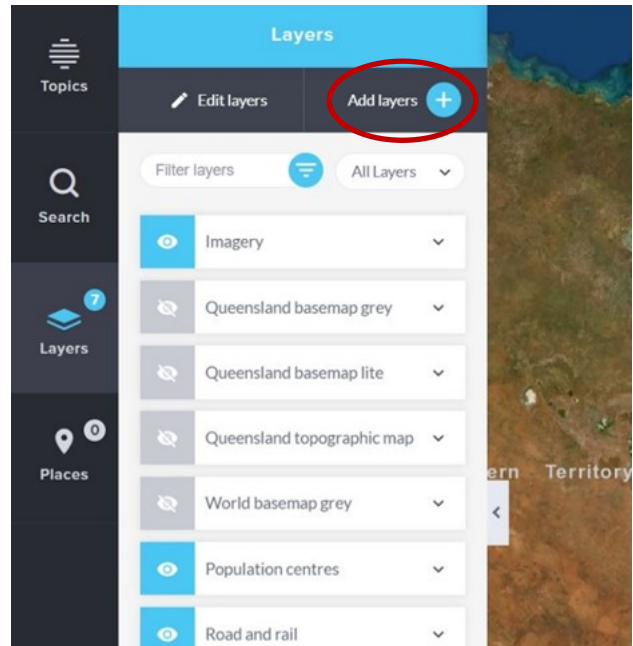 Layers
Topics
Edit layers
Add layers
Filter layers
All Layers
Search
Imagery
Queensland basemap grey
7
Layers
Queensland basemap lite
0
Queensland topographic map
Places
ern Territory
World basemap grey
Population centres
Road and rail